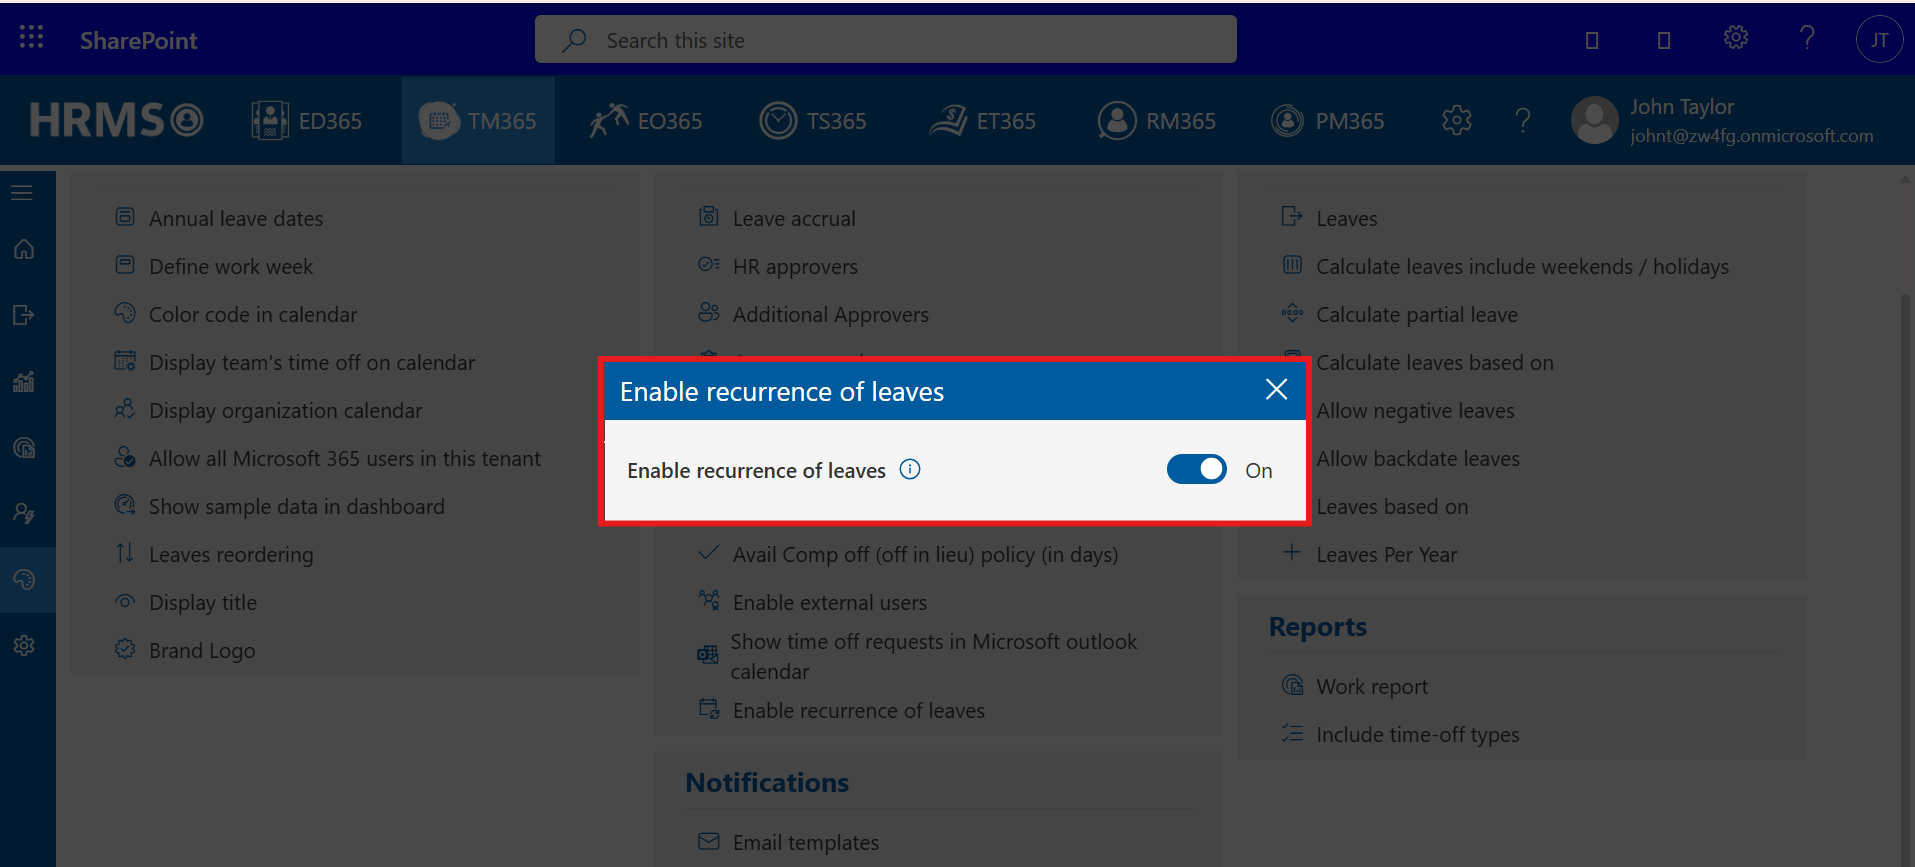 SharePoint
Search this site
JT
HRMS
ED365
TM365
EO365
TS365
ET365
RM365
PM365
John Taylor
johnt@zw4fg.onmicrosoft.com
Annual leave dates
Define work week
Color code in calendar
Display team's time off on calendar
Display organization calendar
Allow all Microsoft 365 users in this tenant
Show sample data in dashboard
Leaves reordering
Display title
Brand Logo
Leave accrual
HR approvers
Additional Approvers
Enable recurrence of leaves
Enable recurrence of leaves
On
Avail Comp off (off in lieu) policy (in days)
Enable external users
Show time off requests in Microsoft outlook
calendar
Enable recurrence of leaves
Notifications
Email templates
Leaves
Calculate leaves include weekends / holidays
Calculate partial leave
Calculate leaves based on
Allow negative leaves
Allow backdate leaves
Leaves based on
Leaves Per Year
Reports
Work report
Include time-off types